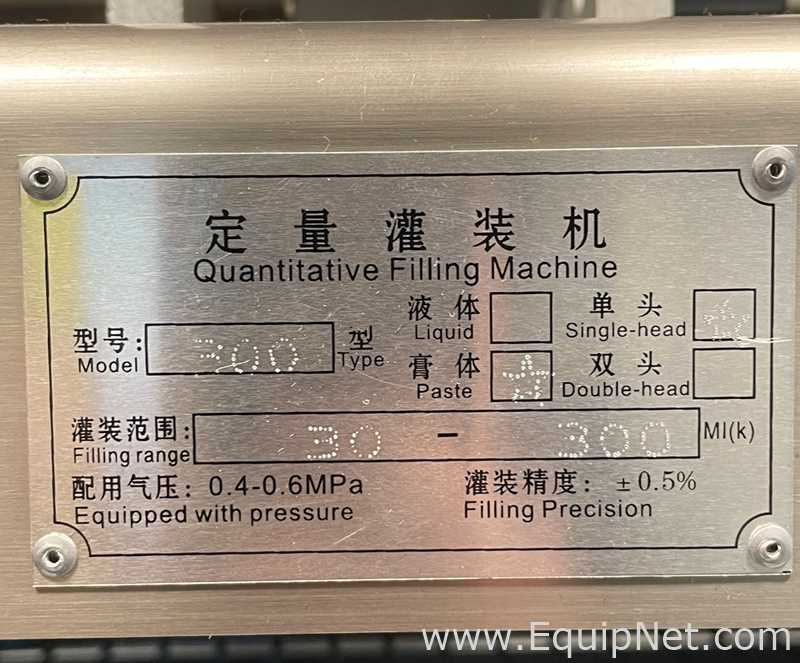 定量灌装机
Quantitative Filling Machine
型号: 300 型 液体 单头 ☆
Model Type Liquid Single-head
膏体 ☆ 双头
Paste Double-head
灌装范围: 30 - 300 Ml(k)
Filling range
配用气压: 0.4-0.6MPa 灌装精度: ±0.5%
Equipped with pressure Filling Precision
www.EquipNet.com